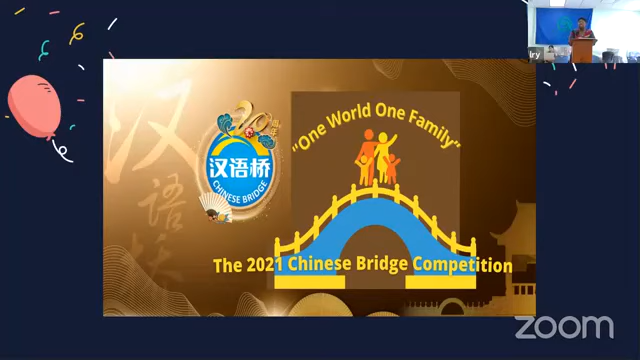 汉语桥
20周年
汉语桥
CHINESE BRIDGE
"One World One Family"
The 2021 Chinese Bridge Competition
zoom